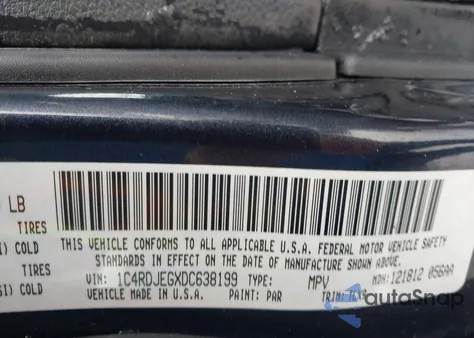 LB
TIRES
COLD
TIRES
SI) COLD
THIS VEHICLE CONFORMS TO ALL APPLICABLE U.S.A. FEDERAL MOTOR VEHICLE SAFETY
STANDARDS IN EFFECT ON THE DATE OF MANUFACTURE SHOWN ABOVE.
VIN: 1C4RDJEGXDC638199 TYPE: MPV MDH: 121812 056AA
VEHICLE MADE IN U.S.A. PAINT: PAR TRIM:
autoSnap